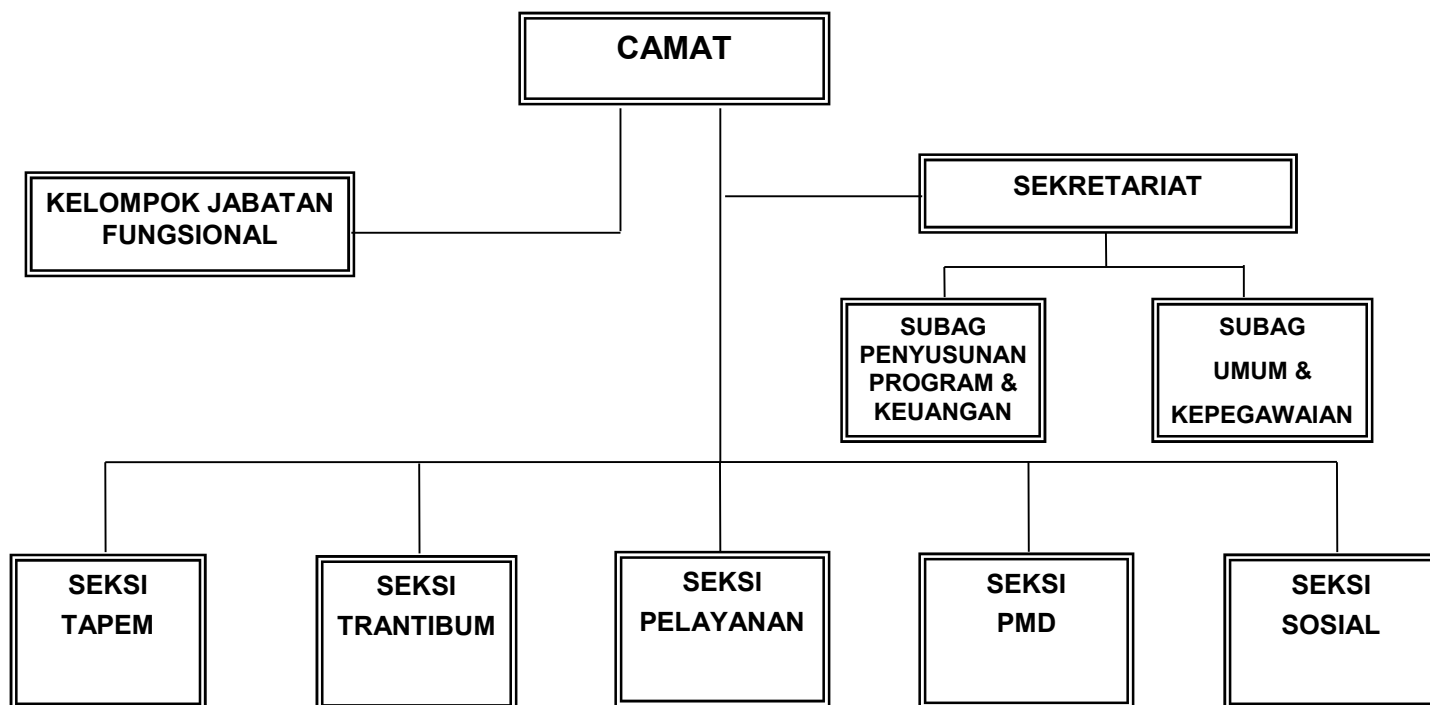 CAMAT
KELOMPOK JABATAN
FUNGSIONAL
SEKRETARIAT
SUBAG
PENYUSUNAN
PROGRAM &
KEUANGAN
SUBAG
UMUM &
KEPEGAWAIAN
SEKSI
TAPEM
SEKSI
TRANTIBUM
SEKSI
PELAYANAN
SEKSI
PMD
SEKSI
SOSIAL